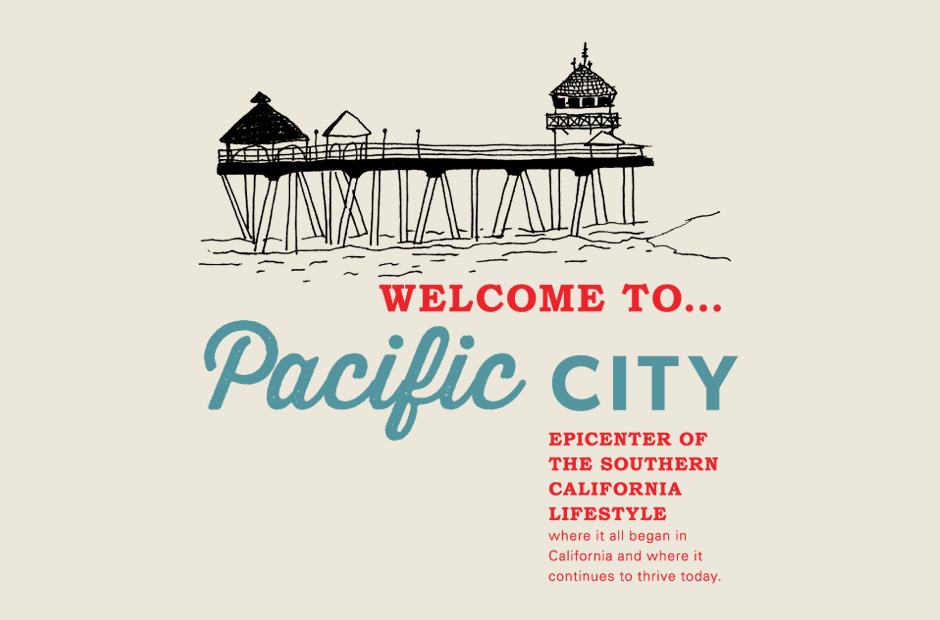 WELCOME TO...
Pacific CITY
EPICENTER OF
THE SOUTHERN
CALIFORNIA
LIFESTYLE
where it all began in
California and where it
continues to thrive today.